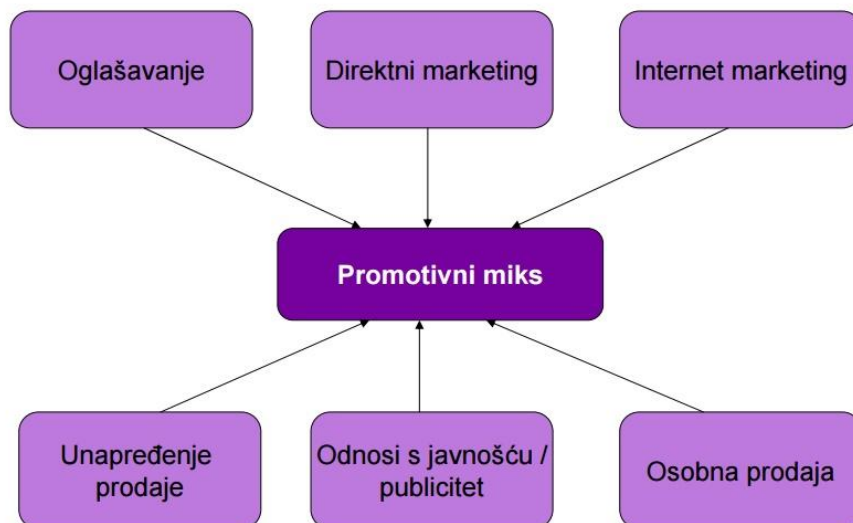 Oglašavanje
Direktni marketing
Internet marketing
Promotivni miks
Unapređenje
prodaje
Odnosi s javnošću /
publicitet
Osobna prodaja